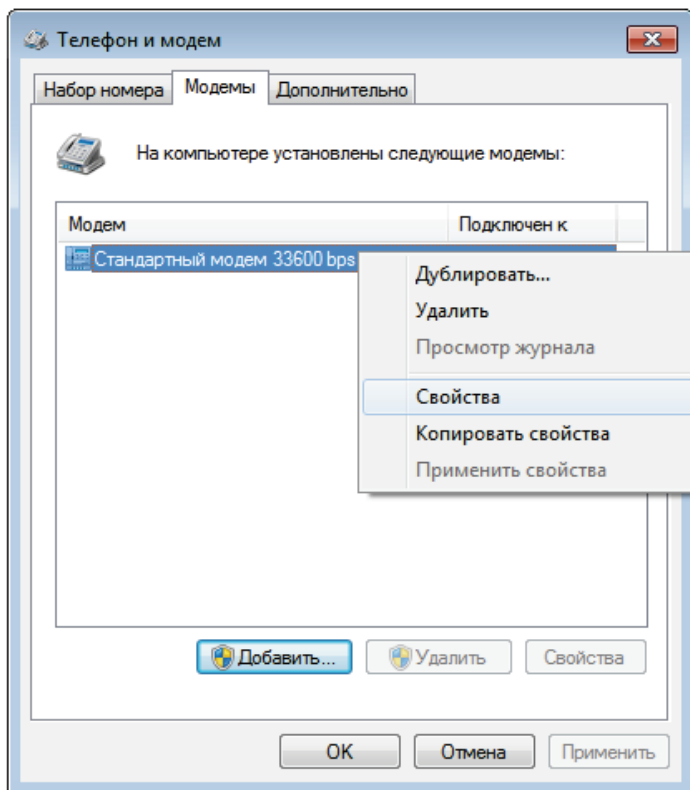 Телефон и модем
Набор номера Модемы Дополнительно
На компьютере установлены следующие модемы:
Модем Подключен к
Стандартный модем 33600 bps
Дублировать...
Удалить
Просмотр журнала
Свойства
Копировать свойства
Применить свойства
Добавить... Удалить Свойства
OK Отмена Применить